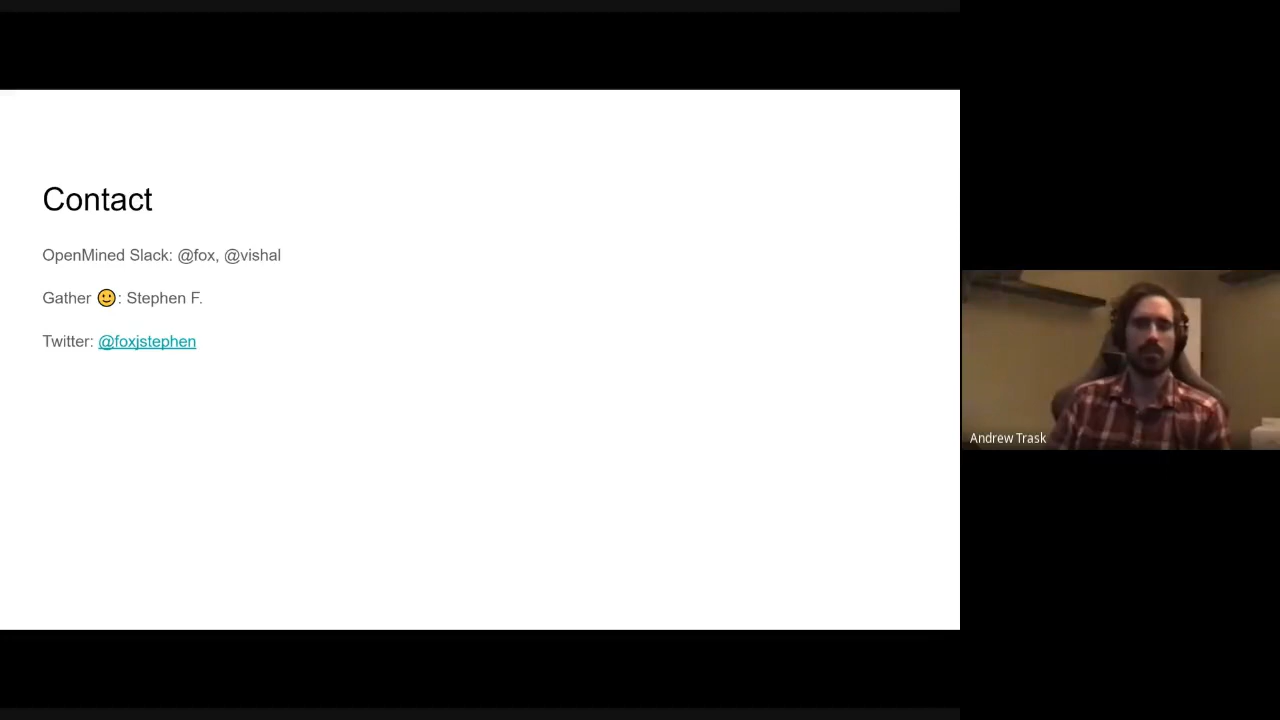 Contact
OpenMined Slack: @fox, @vishal
Gather 🙂: Stephen F.
Twitter: @foxjstephen
Andrew Trask